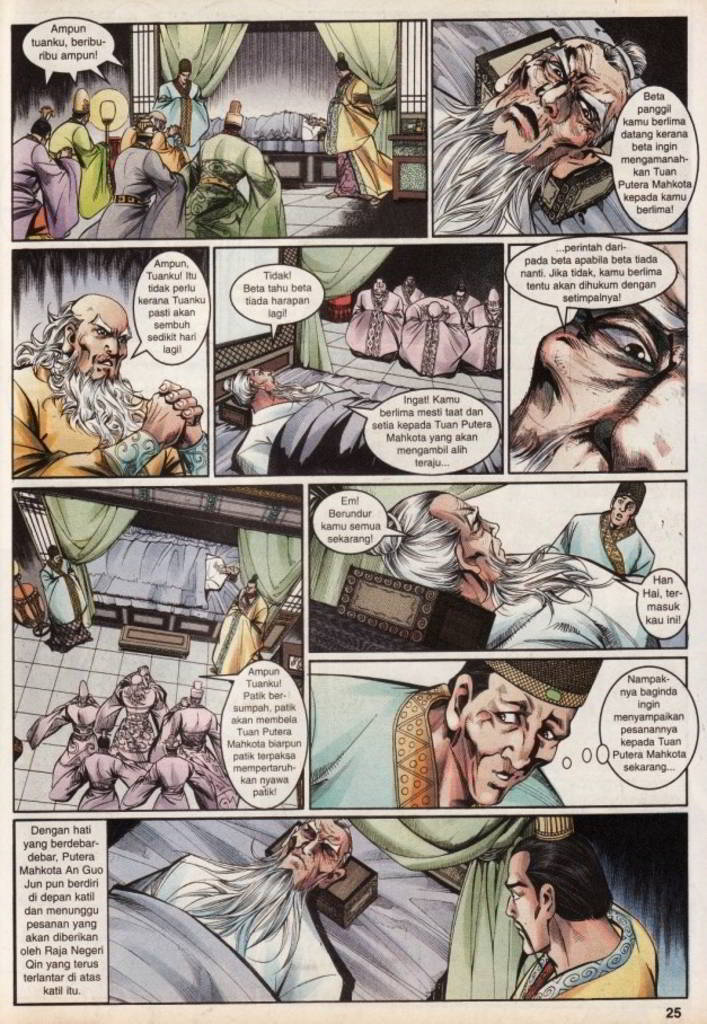 Ampun
tuanku, beribu-
ribu ampun!
Beta
panggil
kamu berlima
datang kerana
beta ingin
mengamanah-
kan Tuan
Putera Mahkota
kepada kamu
berlima!
Ampun,
Tuanku! Itu
tidak perlu
kerana Tuanku
pasti akan
sembuh
sedikit hari
lagi!
Tidak!
Beta tahu beta
tiada harapan
lagi!
Ingat! Kamu
berlima mesti taat dan
setia kepada Tuan Putera
Mahkota yang akan
mengambil alih
teraju...
...perintah dari-
pada beta apabila beta tiada
nanti. Jika tidak, kamu berlima
tentu akan dihukum dengan
setimpalnya!
Ampun
Tuanku!
Patik ber-
sumpah, patik
akan membela
Tuan Putera
Mahkota biarpun
patik terpaksa
mempertaruh-
kan nyawa
patik!
Em!
Berundur
kamu semua
sekarang!
Han
Hai, ter-
masuk
kau ini!
Nampak-
nya baginda
ingin
menyampaikan
pesanannya
kepada Tuan
Putera Mahkota
sekarang...
Dengan hati
yang berdebar-
debar, Putera
Mahkota An Guo
Jun pun berdiri
di depan katil
dan menunggu
pesanan yang
akan diberikan
oleh Raja Negeri
Qin yang terus
terlantar di atas
katil itu.
25